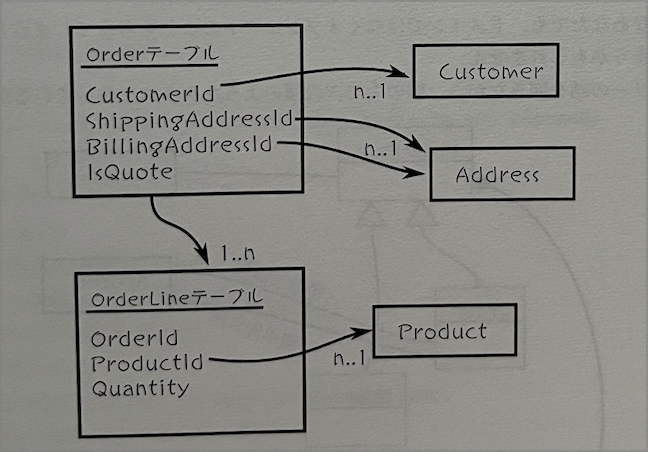 Orderテーブル
CustomerId
ShippingAddressId
BillingAddressId
IsQuote
Customer
n..1
n..1
Address
1..n
OrderLineテーブル
OrderId
ProductId
Quantity
Product
n..1